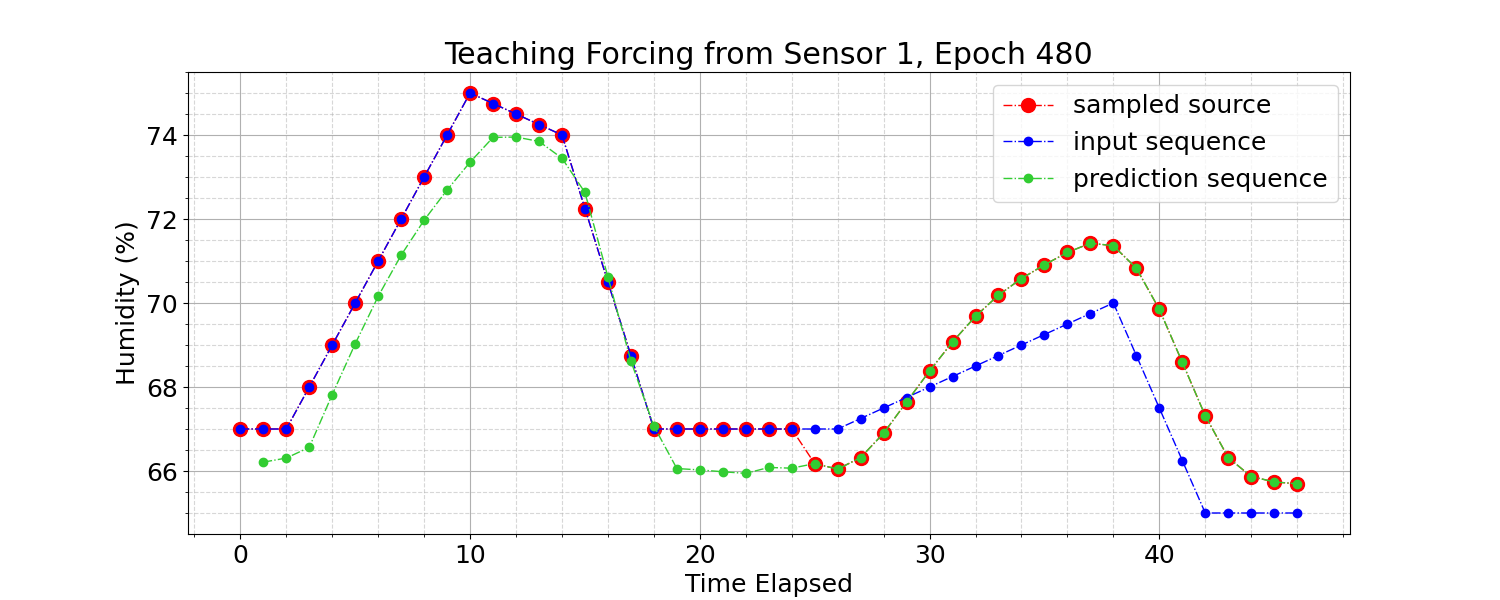 Teaching Forcing from Sensor 1, Epoch 480
sampled source
input sequence
prediction sequence
Humidity (%)
74
72
70
68
66
0 10 20 30 40
Time Elapsed